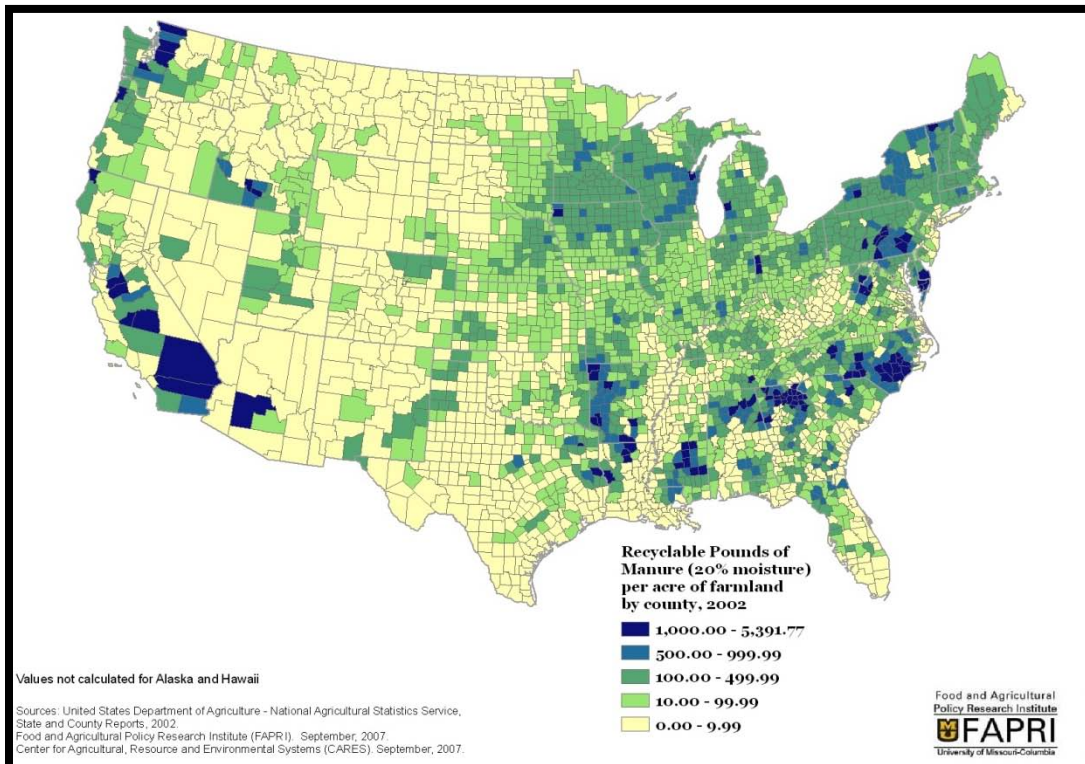 Recyclable Pounds of
Manure (20% moisture)
per acre of farmland
by county, 2002
1,000.00 - 5,391.77
500.00 - 999.99
100.00 - 499.99
10.00 - 99.99
0.00 - 9.99
Values not calculated for Alaska and Hawaii
Sources: United States Department of Agriculture - National Agricultural Statistics Service,
State and County Reports, 2002.
Food and Agricultural Policy Research Institute (FAPRI). September, 2007.
Center for Agricultural, Resource and Environmental Systems (CARES). September, 2007.
Food and Agricultural
Policy Research Institute
FAPRI
University of Missouri-Columbia